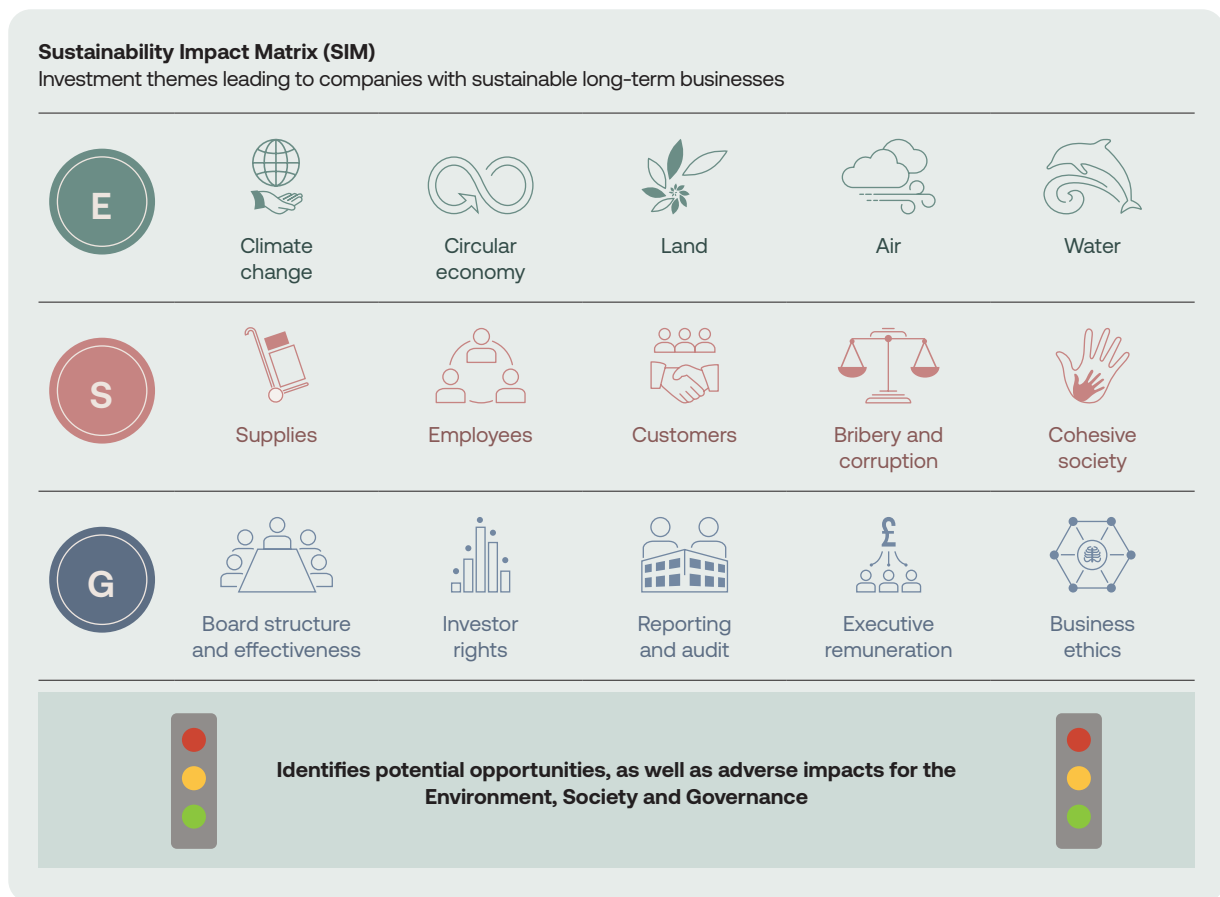 Sustainability Impact Matrix (SIM)
Investment themes leading to companies with sustainable long-term businesses
E
Climate
change
Circular
economy
Land
Air
Water
S
Supplies
Employees
Customers
Bribery and
corruption
Cohesive
society
G
£
Board structure
and effectiveness
Investor
rights
Reporting
and audit
Executive
remuneration
Business
ethics
Identifies potential opportunities, as well as adverse impacts for the
Environment, Society and Governance